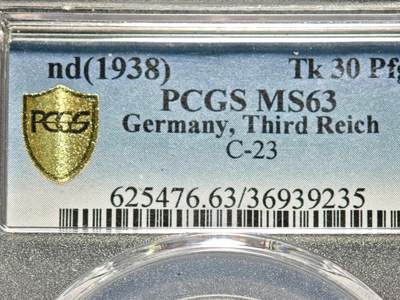 nd(1938) Tk 30 Pfg
PCGS MS63
Germany, Third Reich
C-23
PCGS
625476.63/36939235